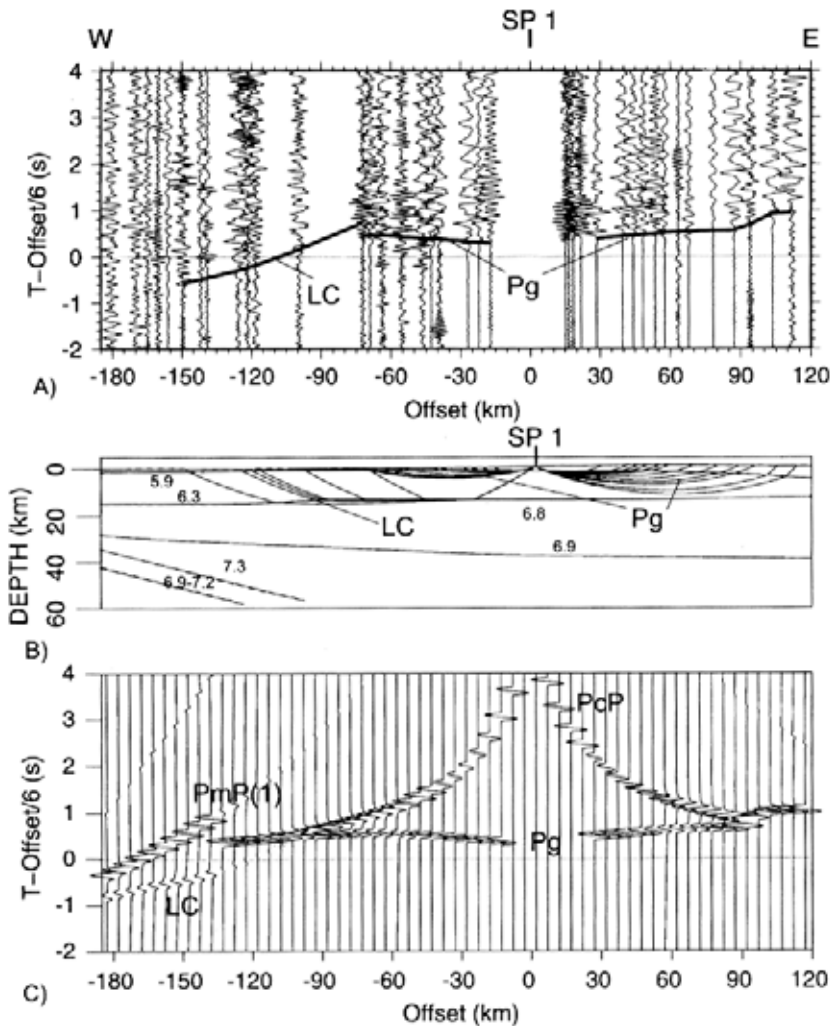 SP 1
W E
4
3
2
1
0
-1
-2
T-Offset/6 (s)
LC
Pg
-180 -150 -120 -90 -60 -30 0 30 60 90 120
A)
Offset (km)
SP 1
0
20
40
60
DEPTH (km)
5.9
6.3
LC
Pg
6.8
6.9
7.3
6.9-7.2
B)
4
3
2
1
0
-1
-2
T-Offset/6 (s)
PcP
PmP(1)
Pg
LC
-180 -150 -120 -90 -60 -30 0 30 60 90 120
C)
Offset (km)